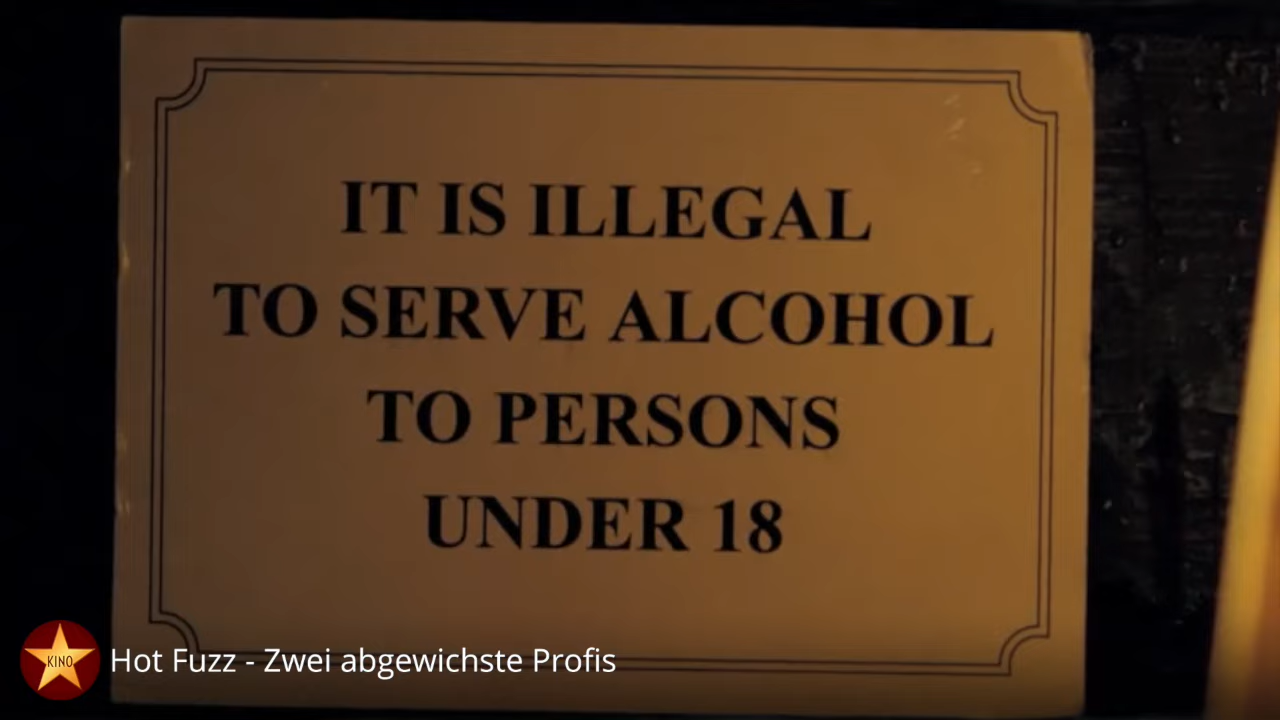 IT IS ILLEGAL
TO SERVE ALCOHOL
TO PERSONS
UNDER 18
KINO
Hot Fuzz - Zwei abgewichste Profis